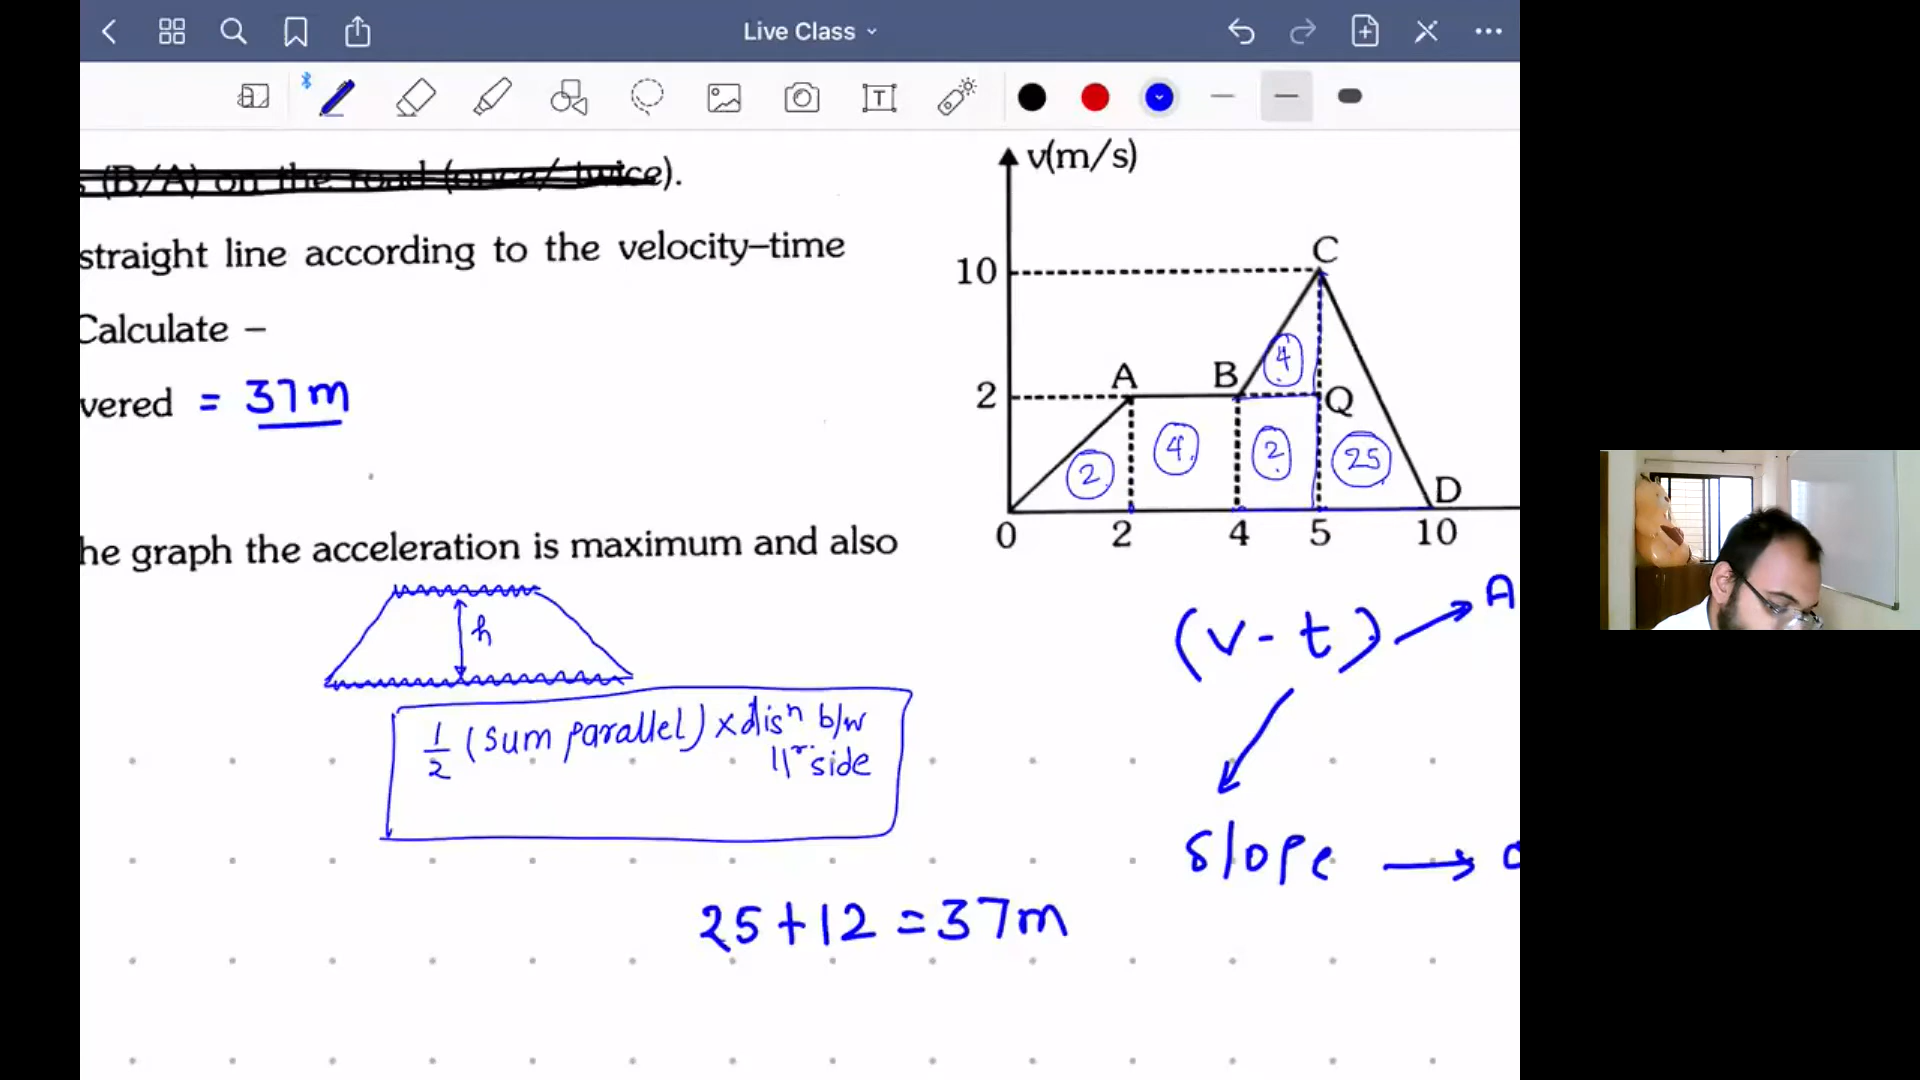 Live Class
s (B/A) on the road (once/ twice).
straight line according to the velocity–time
Calculate –
vered = 37m
he graph the acceleration is maximum and also
h
1/2 (sum parallel) × disⁿ b/w
||ʳ side
25+12 = 37m
v(m/s)
C
10
4
A B
2 Q
4 2 25
2
D
0 2 4 5 10
(v - t) → A
slope →